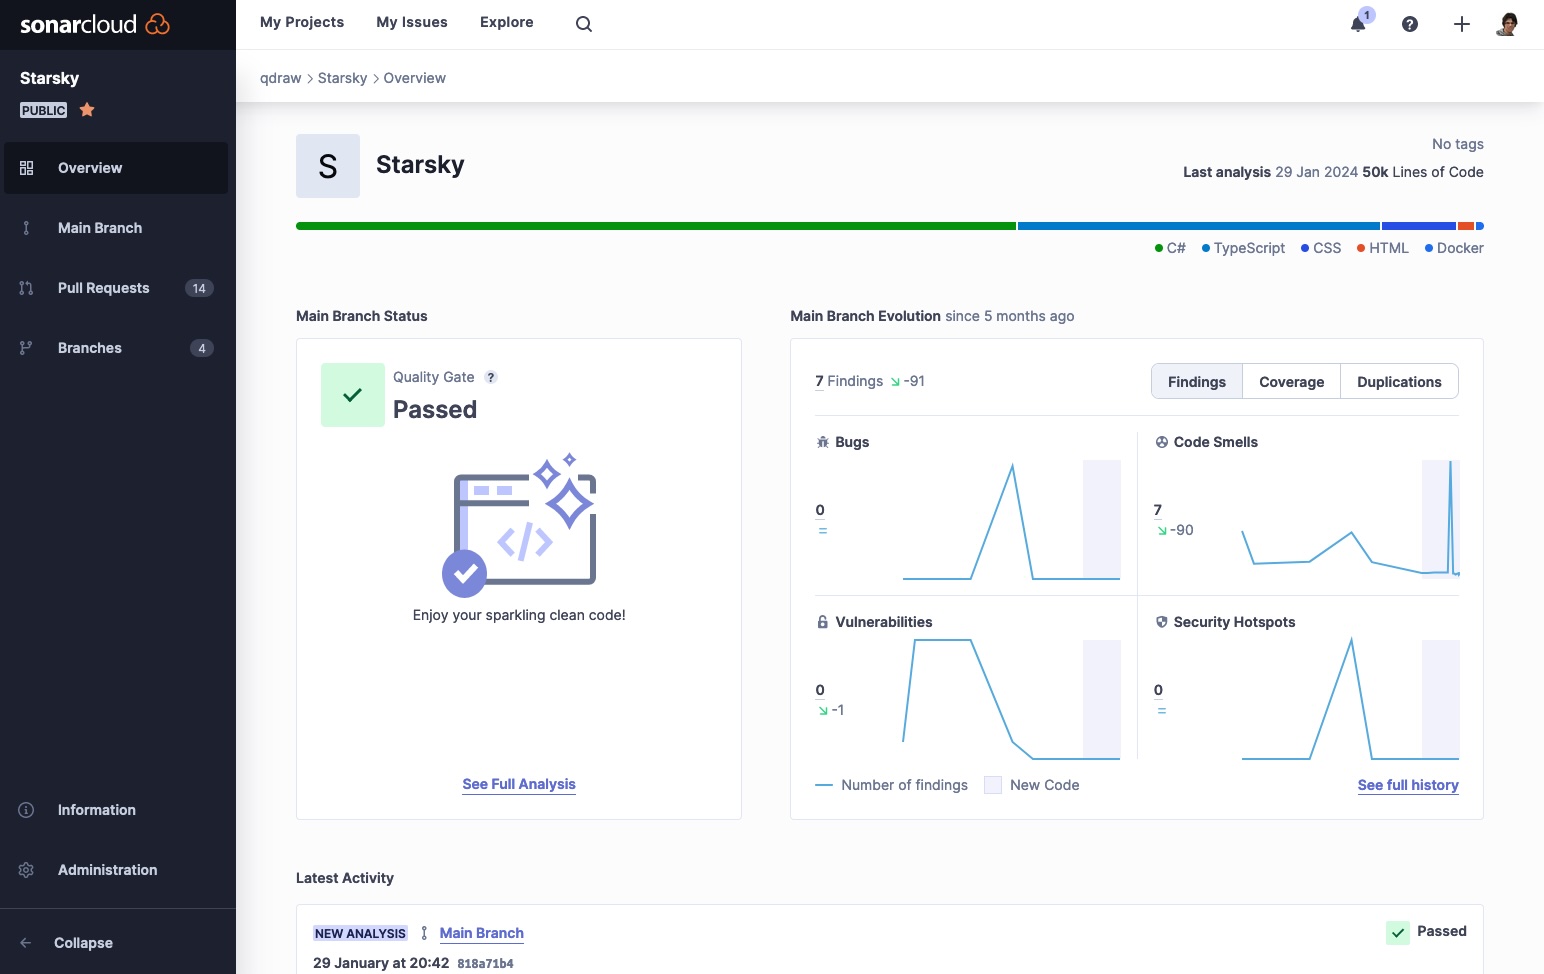 sonarcloud
My Projects My Issues Explore
1
Starsky
PUBLIC
Overview
Main Branch
Pull Requests 14
Branches 4
Information
Administration
Collapse
qdraw > Starsky > Overview
S Starsky
No tags
Last analysis 29 Jan 2024 50k Lines of Code
C# TypeScript CSS HTML Docker
Main Branch Status
Quality Gate ?
Passed
</>
Enjoy your sparkling clean code!
See Full Analysis
Main Branch Evolution since 5 months ago
7 Findings -91
Findings Coverage Duplications
Bugs
0
=
Code Smells
7
-90
Vulnerabilities
0
-1
Security Hotspots
0
=
Number of findings New Code
See full history
Latest Activity
NEW ANALYSIS Main Branch
Passed
29 January at 20:42 818a71b4